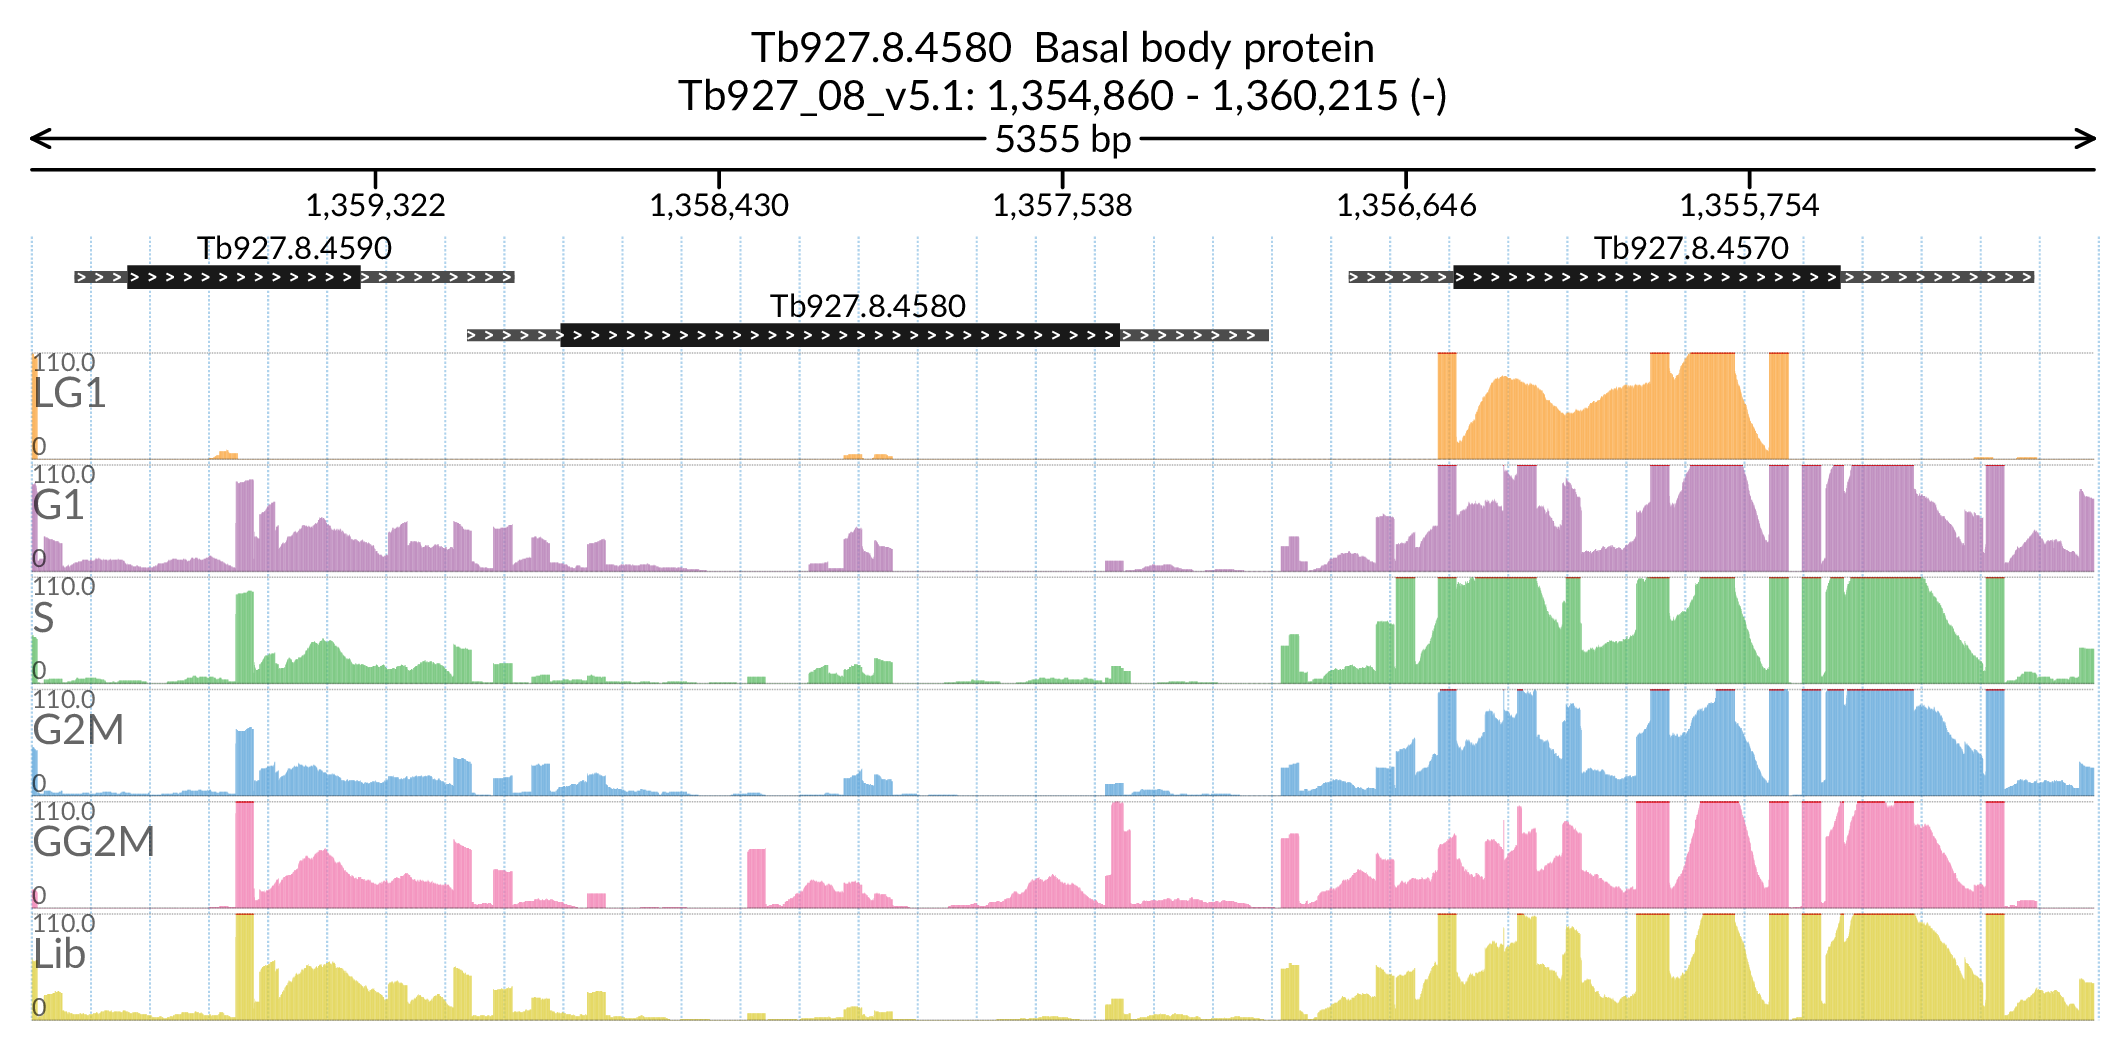 Tb927.8.4580  Basal body protein
Tb927_08_v5.1: 1,354,860 - 1,360,215 (-)
5355 bp
1,359,322 1,358,430 1,357,538 1,356,646 1,355,754
Tb927.8.4590 Tb927.8.4570
Tb927.8.4580
110.0
LG1
0
110.0
G1
0
110.0
S
0
110.0
G2M
0
110.0
GG2M
0
110.0
Lib
0